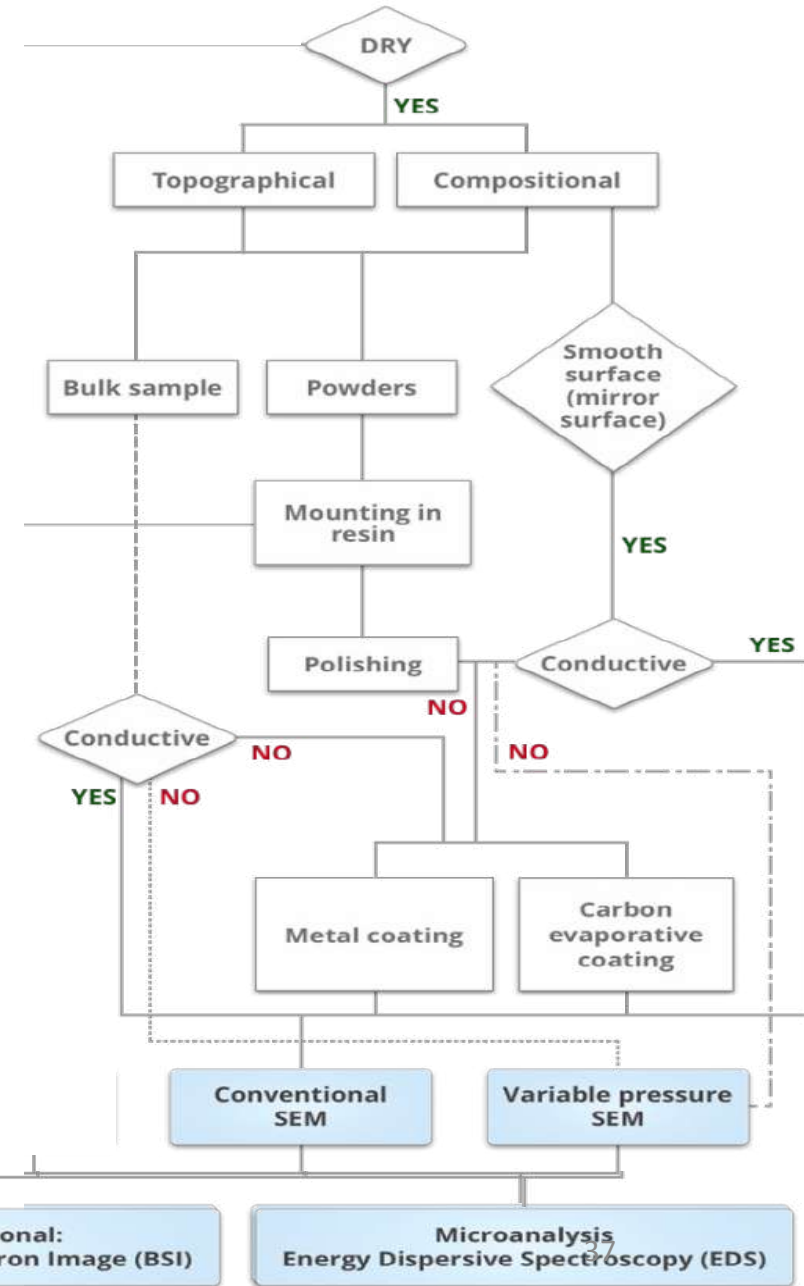 DRY
YES
Topographical
Compositional
Smooth
surface
(mirror
surface)
Bulk sample
Powders
Mounting in
resin
YES
Polishing
Conductive
YES
NO
NO
Conductive
NO
YES
NO
Metal coating
Carbon
evaporative
coating
Conventional
SEM
Variable pressure
SEM
onal:
ron Image (BSI)
Microanalysis
Energy Dispersive Spectroscopy (EDS)
37